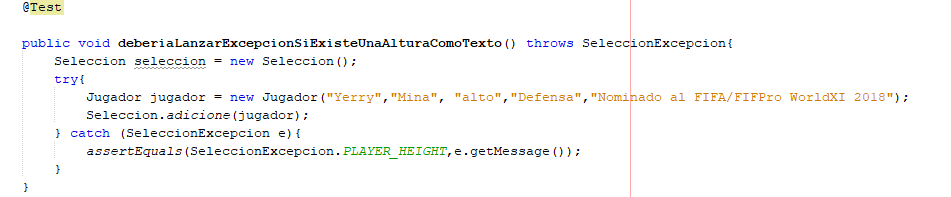 @Test
public void deberiaLanzarExcepcionSiExisteUnaAlturaComoTexto() throws SeleccionExcepcion{
Seleccion seleccion = new Seleccion();
try{
Jugador jugador = new Jugador("Yerry","Mina", "alto","Defensa","Nominado al FIFA/FIFPro WorldXI 2018");
Seleccion.adicione(jugador);
} catch (SeleccionExcepcion e){
assertEquals(SeleccionExcepcion.PLAYER_HEIGHT,e.getMessage());
}
}